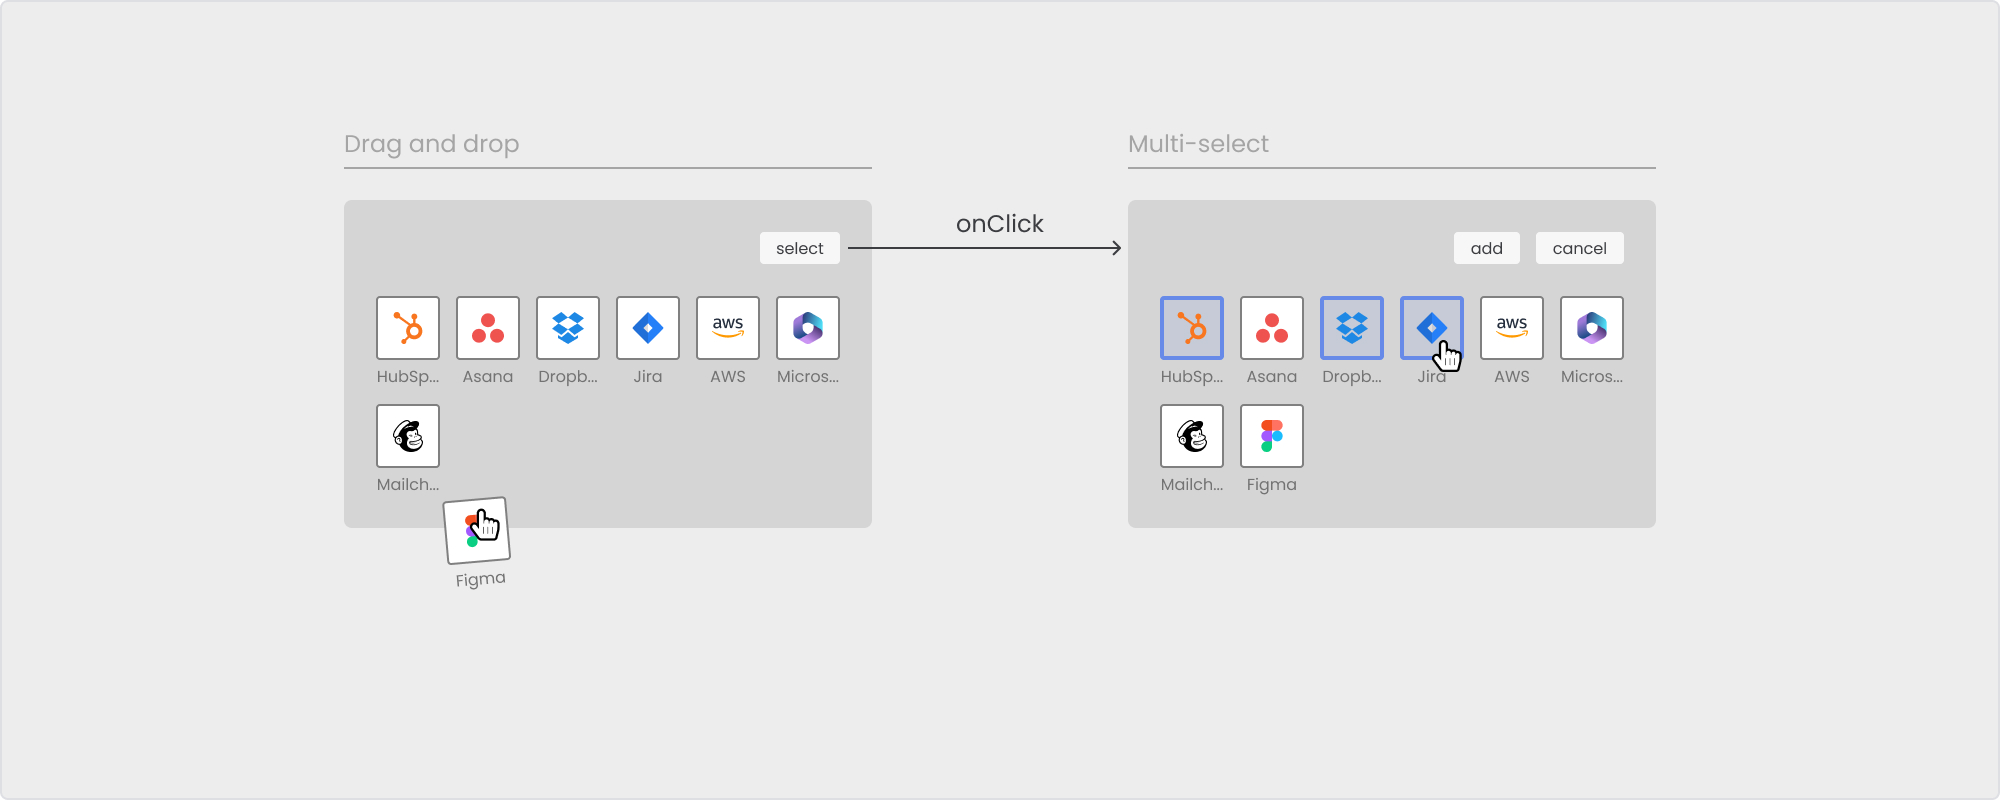 Drag and drop
select
HubSp...
Asana
Dropb...
Jira
aws
AWS
Micros...
Mailch...
Figma
onClick
Multi-select
add
cancel
HubSp...
Asana
Dropb...
Jira
aws
AWS
Micros...
Mailch...
Figma